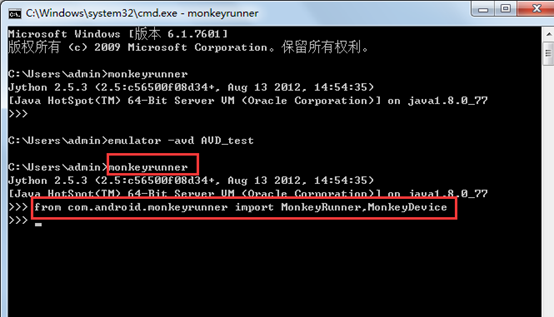 C:\Windows\system32\cmd.exe - monkeyrunner
Microsoft Windows [版本 6.1.7601]
版权所有 (c) 2009 Microsoft Corporation。保留所有权利。
C:\Users\admin>monkeyrunner
Jython 2.5.3 (2.5:c56500f08d34+, Aug 13 2012, 14:54:35)
[Java HotSpot(TM) 64-Bit Server VM (Oracle Corporation)] on java1.8.0_77
>>>
C:\Users\admin>emulator -avd AVD_test
C:\Users\admin>monkeyrunner
Jython 2.5.3 (2.5:c56500f08d34+, Aug 13 2012, 14:54:35)
[Java HotSpot(TM) 64-Bit Server VM (Oracle Corporation)] on java1.8.0_77
>>> from com.android.monkeyrunner import MonkeyRunner,MonkeyDevice
>>>